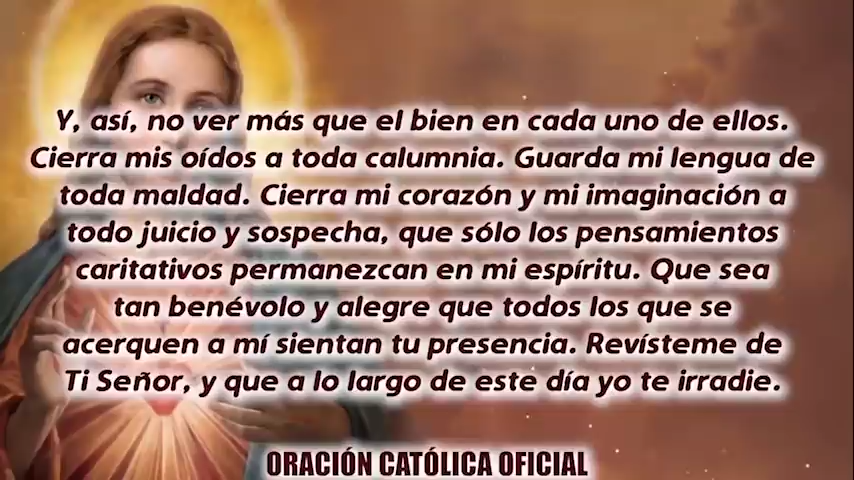 Y, así, no ver más que el bien en cada uno de ellos.
Cierra mis oídos a toda calumnia. Guarda mi lengua de
toda maldad. Cierra mi corazón y mi imaginación a
todo juicio y sospecha, que sólo los pensamientos
caritativos permanezcan en mi espíritu. Que sea
tan benévolo y alegre que todos los que se
acerquen a mí sientan tu presencia. Revísteme de
Ti Señor, y que a lo largo de este día yo te irradie.
ORACIÓN CATÓLICA OFICIAL